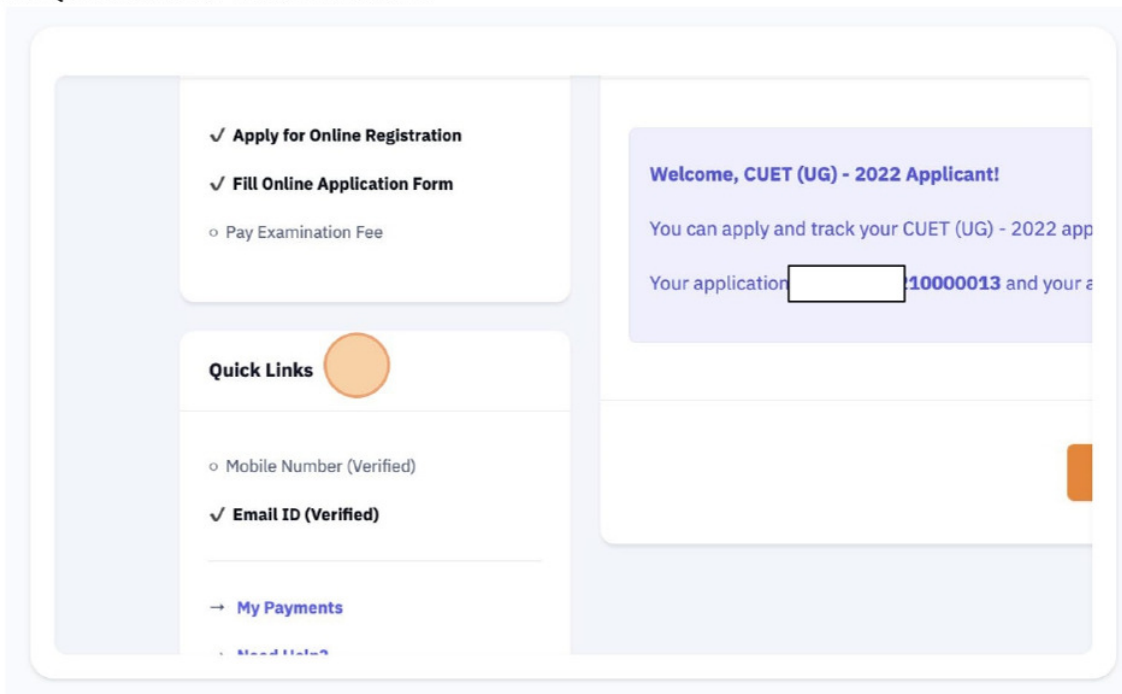 ✓ Apply for Online Registration
✓ Fill Online Application Form
○ Pay Examination Fee
Quick Links
○ Mobile Number (Verified)
✓ Email ID (Verified)
→ My Payments
Need Help?
Welcome, CUET (UG) - 2022 Applicant!
You can apply and track your CUET (UG) - 2022 app
Your application 10000013 and your a